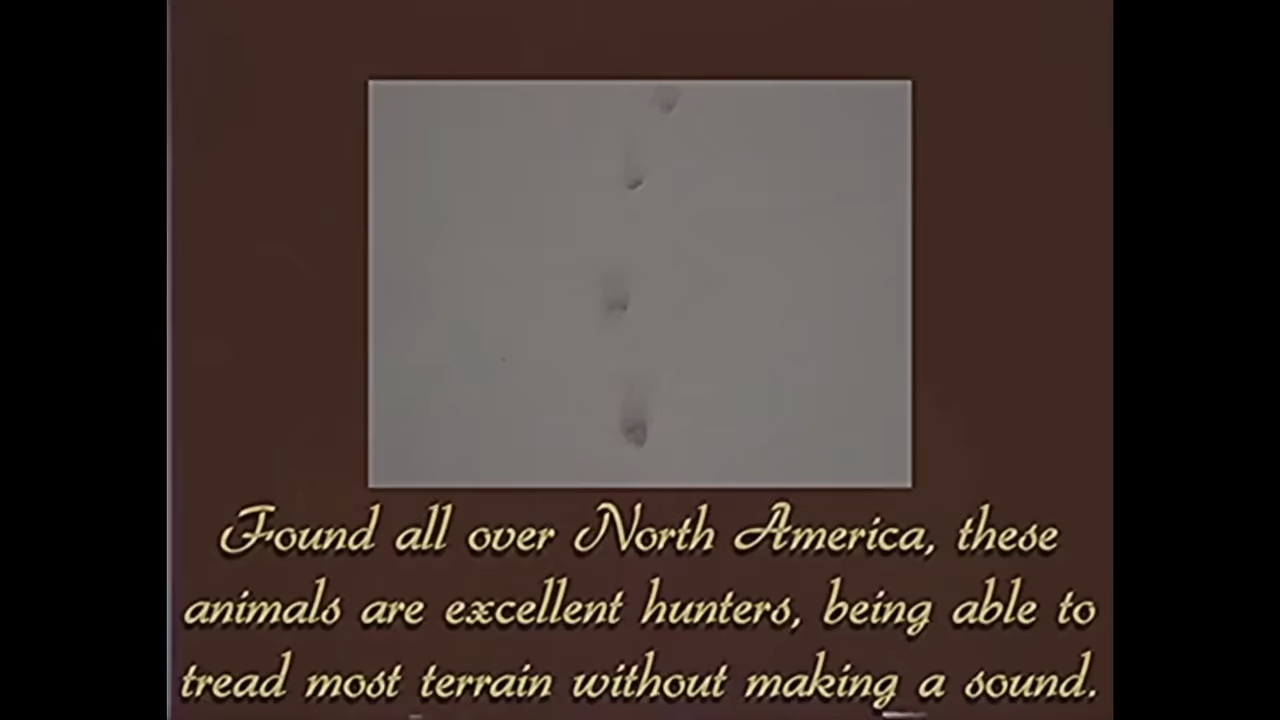 Found all over North America, these
animals are excellent hunters, being able to
tread most terrain without making a sound.